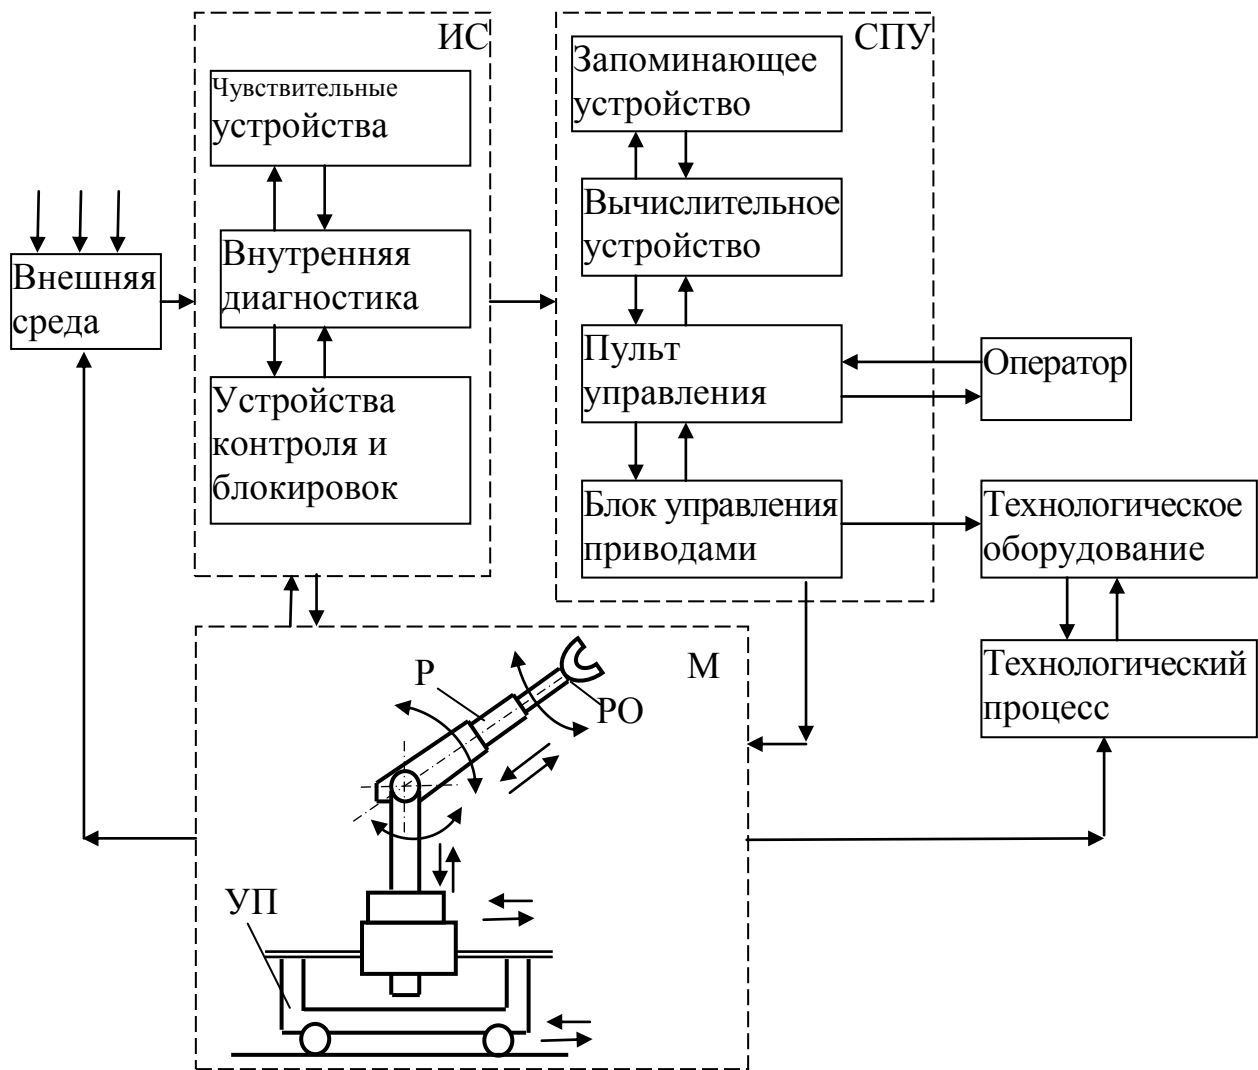 ИС
Чувствительные
устройства
Внутренняя
диагностика
Устройства
контроля и
блокировок
Внешняя
среда
СПУ
Запоминающее
устройство
Вычислительное
устройство
Пульт
управления
Блок управления
приводами
Оператор
Технологическое
оборудование
Технологический
процесс
М
Р
РО
УП